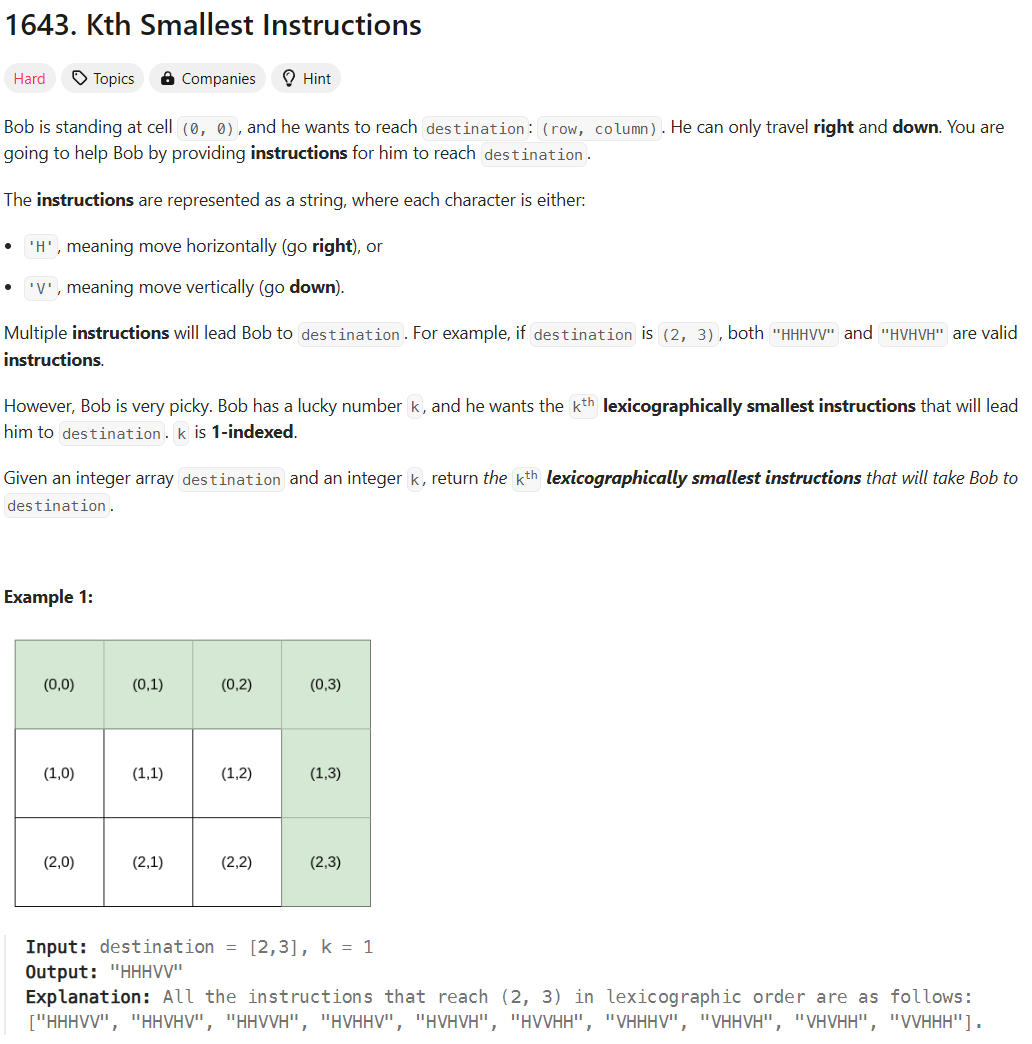 1643. Kth Smallest Instructions
Hard Topics Companies Hint
Bob is standing at cell (0, 0), and he wants to reach destination: (row, column). He can only travel right and down. You are
going to help Bob by providing instructions for him to reach destination.
The instructions are represented as a string, where each character is either:
• 'H', meaning move horizontally (go right), or
• 'V', meaning move vertically (go down).
Multiple instructions will lead Bob to destination. For example, if destination is (2, 3), both "HHHVV" and "HVHVH" are valid
instructions.
However, Bob is very picky. Bob has a lucky number k, and he wants the kth lexicographically smallest instructions that will lead
him to destination. k is 1-indexed.
Given an integer array destination and an integer k, return the kth lexicographically smallest instructions that will take Bob to
destination.
Example 1:
(0,0) (0,1) (0,2) (0,3)
(1,0) (1,1) (1,2) (1,3)
(2,0) (2,1) (2,2) (2,3)
Input: destination = [2,3], k = 1
Output: "HHHVV"
Explanation: All the instructions that reach (2, 3) in lexicographic order are as follows:
["HHHVV", "HHVHV", "HHVVH", "HVHHV", "HVHVH", "HVVHH", "VHHHV", "VHHVH", "VHVHH", "VVHHH"].